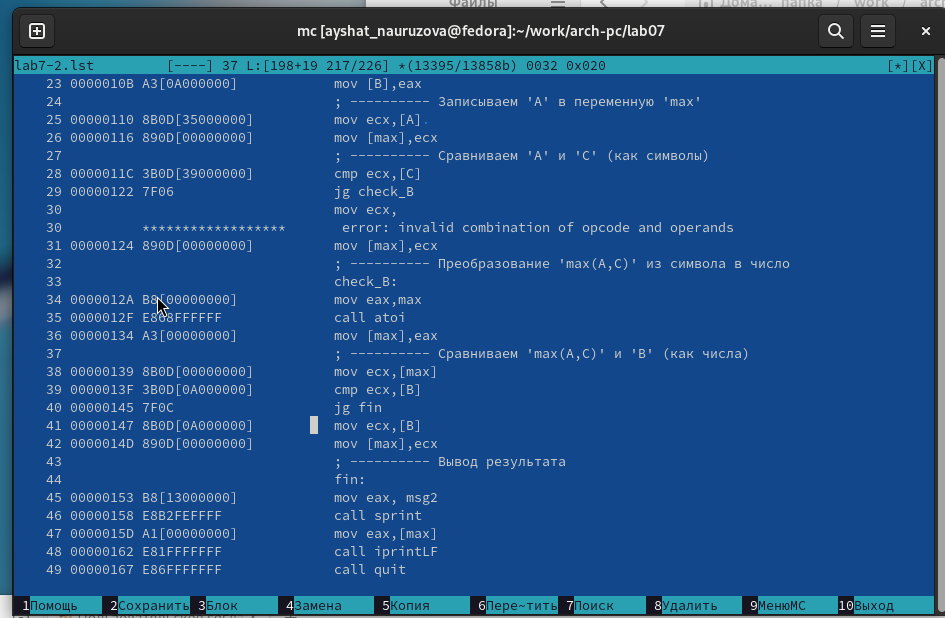 Файлы
Дома... папка / work / arch
mc [ayshat_nauruzova@fedora]:~/work/arch-pc/lab07
lab7-2.lst [----] 37 L:[198+19 217/226] *(13395/13858b) 0032 0x020 [*][X]
23 0000010B A3[0A000000] mov [B],eax
24 ; ---------- Записываем 'A' в переменную 'max'
25 00000110 8B0D[35000000] mov ecx,[A].
26 00000116 890D[00000000] mov [max],ecx
27 ; ---------- Сравниваем 'A' и 'C' (как символы)
28 0000011C 3B0D[39000000] cmp ecx,[C]
29 00000122 7F06 jg check_B
30 mov ecx,
30 ****************** error: invalid combination of opcode and operands
31 00000124 890D[00000000] mov [max],ecx
32 ; ---------- Преобразование 'max(A,C)' из символа в число
33 check_B:
34 0000012A B8[00000000] mov eax,max
35 0000012F E868FFFFFF call atoi
36 00000134 A3[00000000] mov [max],eax
37 ; ---------- Сравниваем 'max(A,C)' и 'B' (как числа)
38 00000139 8B0D[00000000] mov ecx,[max]
39 0000013F 3B0D[0A000000] cmp ecx,[B]
40 00000145 7F0C jg fin
41 00000147 8B0D[0A000000] mov ecx,[B]
42 0000014D 890D[00000000] mov [max],ecx
43 ; ---------- Вывод результата
44 fin:
45 00000153 B8[13000000] mov eax, msg2
46 00000158 E8B2FEFFFF call sprint
47 0000015D A1[00000000] mov eax,[max]
48 00000162 E81FFFFFFF call iprintLF
49 00000167 E86FFFFFFF call quit
1Помощь 2Сохранить 3Блок 4Замена 5Копия 6Пере~тить 7Поиск 8Удалить 9МенюMC 10Выход